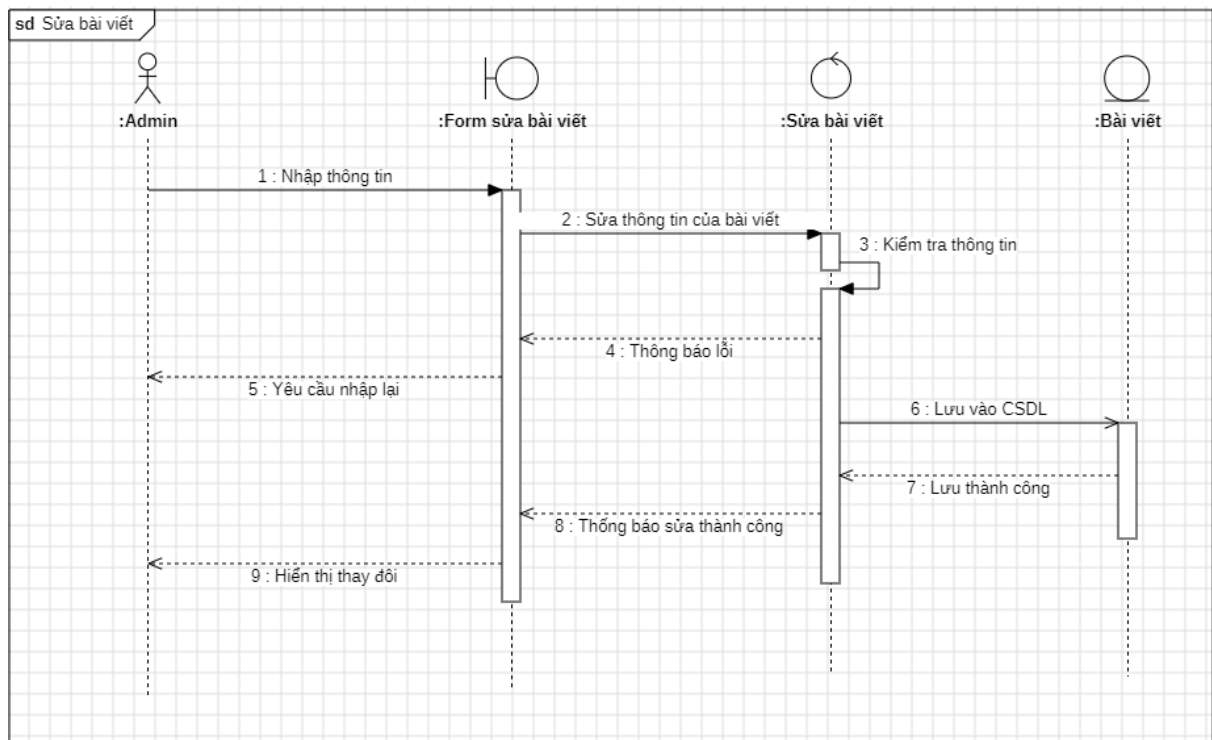 sd Sửa bài viết
:Admin
:Form sửa bài viết
:Sửa bài viết
:Bài viết
1 : Nhập thông tin
2 : Sửa thông tin của bài viết
3 : Kiểm tra thông tin
4 : Thông báo lỗi
5 : Yêu cầu nhập lại
6 : Lưu vào CSDL
7 : Lưu thành công
8 : Thống báo sửa thành công
9 : Hiển thị thay đôi